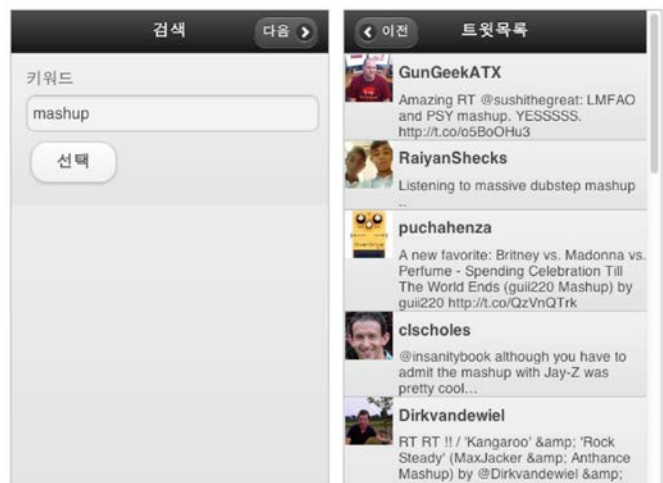 검색
다음
키워드
mashup
선택
이전
트윗목록
GunGeekATX
Amazing RT @sushithegreat: LMFAO
and PSY mashup. YESSSSS.
http://t.co/o5BoOHu3
RaiyanShecks
Listening to massive dubstep mashup
..
puchahenza
A new favorite: Britney vs. Madonna vs.
Perfume - Spending Celebration Till
The World Ends (guii220 Mashup) by
guii220 http://t.co/QzVnQTrk
clscholes
@insanitybook although you have to
admit the mashup with Jay-Z was
pretty cool...
Dirkvandewiel
RT RT !! / 'Kangaroo' &amp; 'Rock
Steady' (MaxJacker &amp; Anthance
Mashup) by @Dirkvandewiel &amp;